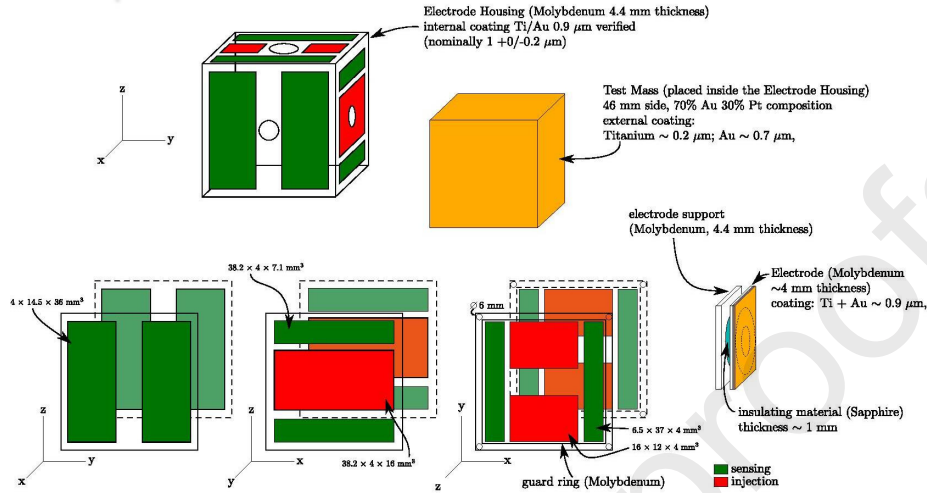 Electrode Housing (Molybdenum 4.4 mm thickness)
internal coating Ti/Au 0.9 μm verified
(nominally 1 +0/-0.2 μm)
z
y
x
Test Mass (placed inside the Electrode Housing)
46 mm side, 70% Au 30% Pt composition
external coating:
Titanium ∼ 0.2 μm; Au ∼ 0.7 μm,
electrode support
(Molybdenum, 4.4 mm thickness)
38.2 × 4 × 7.1 mm³
4 × 14.5 × 36 mm³
∅6 mm
Electrode (Molybdenum
∼4 mm thickness)
coating: Ti + Au ∼ 0.9 μm,
insulating material (Sapphire)
thickness ∼ 1 mm
z
y
x
z
x
y
38.2 × 4 × 16 mm³
y
x
z
6.5 × 37 × 4 mm³
16 × 12 × 4 mm³
guard ring (Molybdenum)
sensing
injection
proof